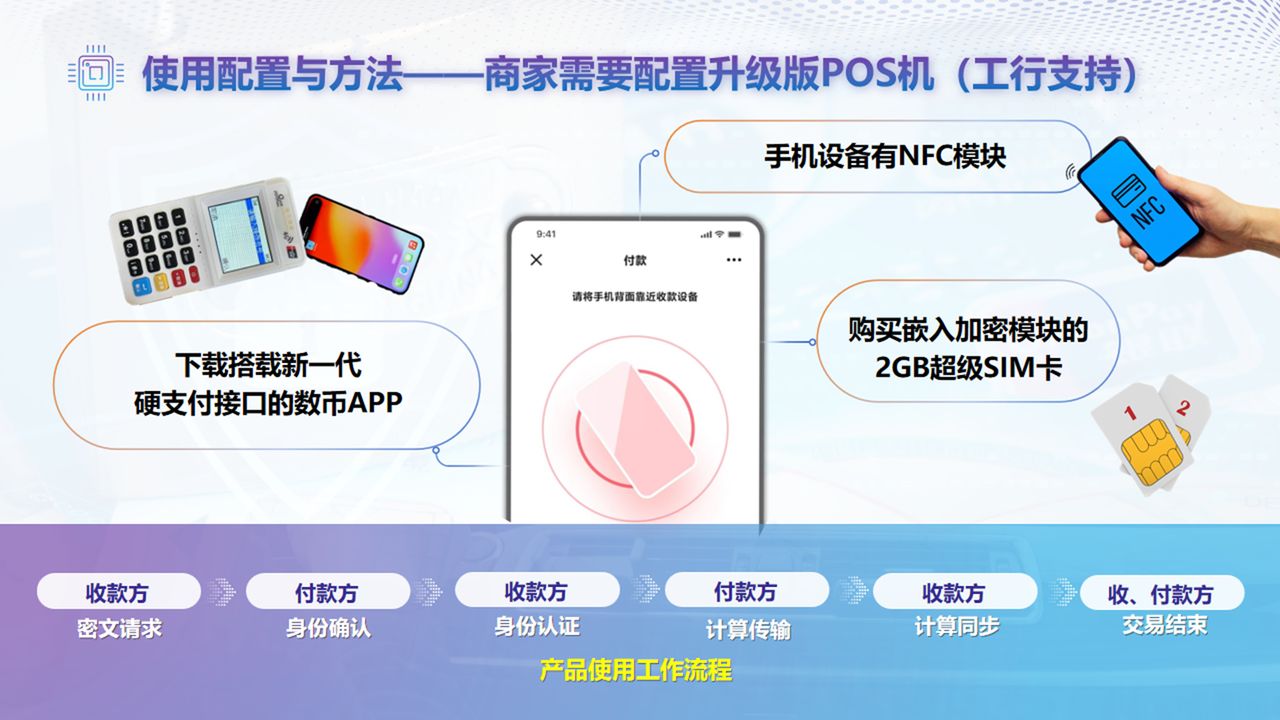 使用配置与方法——商家需要配置升级版POS机（工行支持）
手机设备有NFC模块
NFC
9:41
付款
请将手机背面靠近收款设备
购买嵌入加密模块的
2GB超级SIM卡
1
2
下载搭载新一代
硬支付接口的数币APP
收款方
密文请求
付款方
身份确认
收款方
身份认证
付款方
计算传输
收款方
计算同步
收、付款方
交易结束
产品使用工作流程